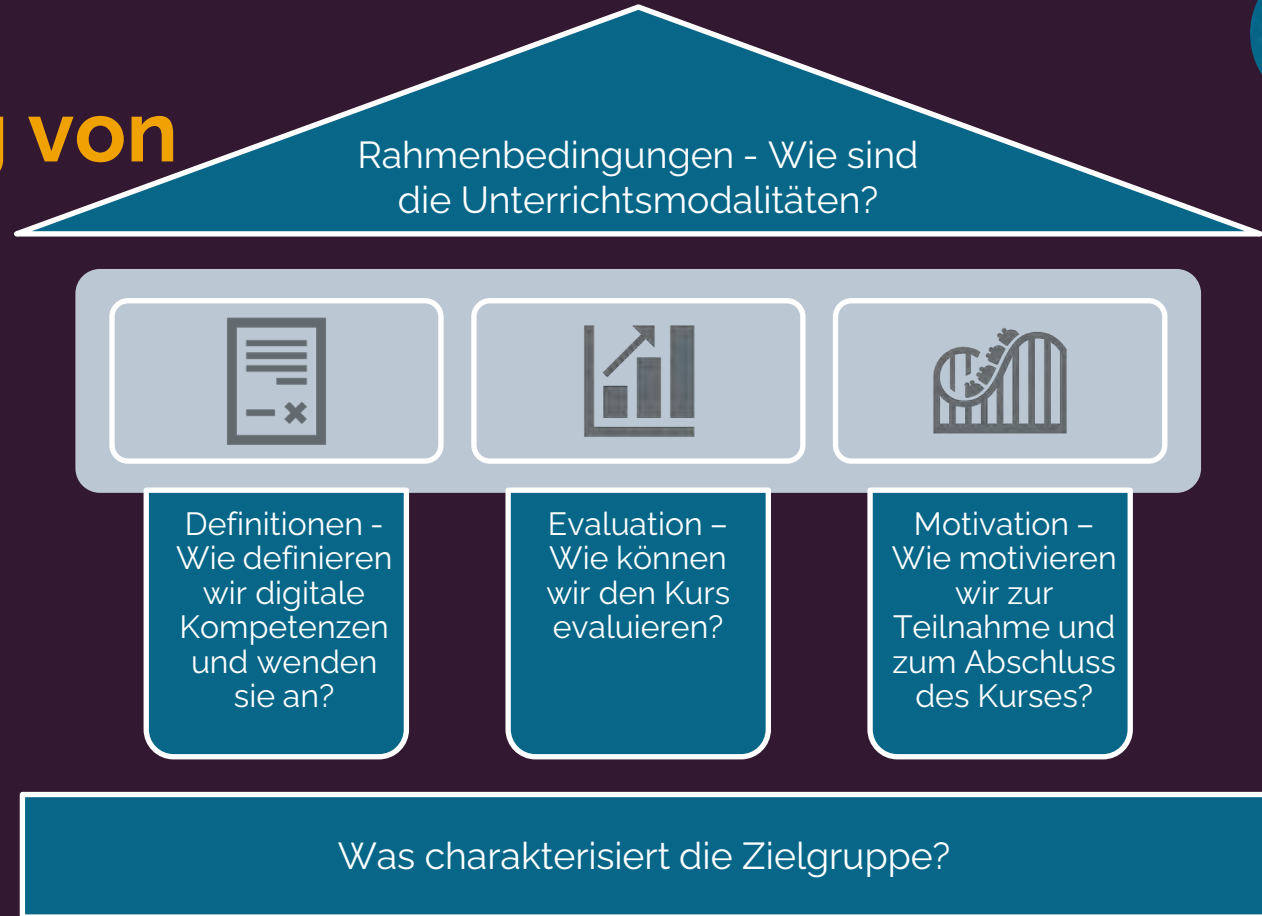 g von
Rahmenbedingungen - Wie sind
die Unterrichtsmodalitäten?
Definitionen -
Wie definieren
wir digitale
Kompetenzen
und wenden
sie an?
Evaluation –
Wie können
wir den Kurs
evaluieren?
Motivation –
Wie motivieren
wir zur
Teilnahme und
zum Abschluss
des Kurses?
Was charakterisiert die Zielgruppe?